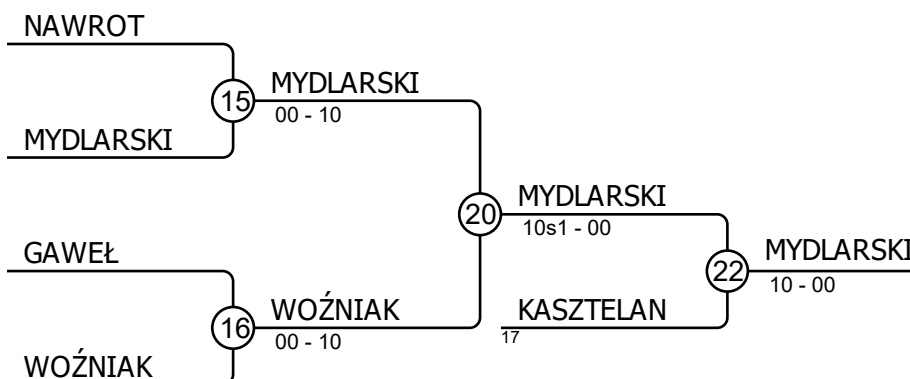 NAWROT
15
MYDLARSKI
00 - 10
MYDLARSKI
20
MYDLARSKI
10s1 - 00
GAWEŁ
22
MYDLARSKI
10 - 00
16
WOŹNIAK
00 - 10
KASZTELAN
17
WOŹNIAK